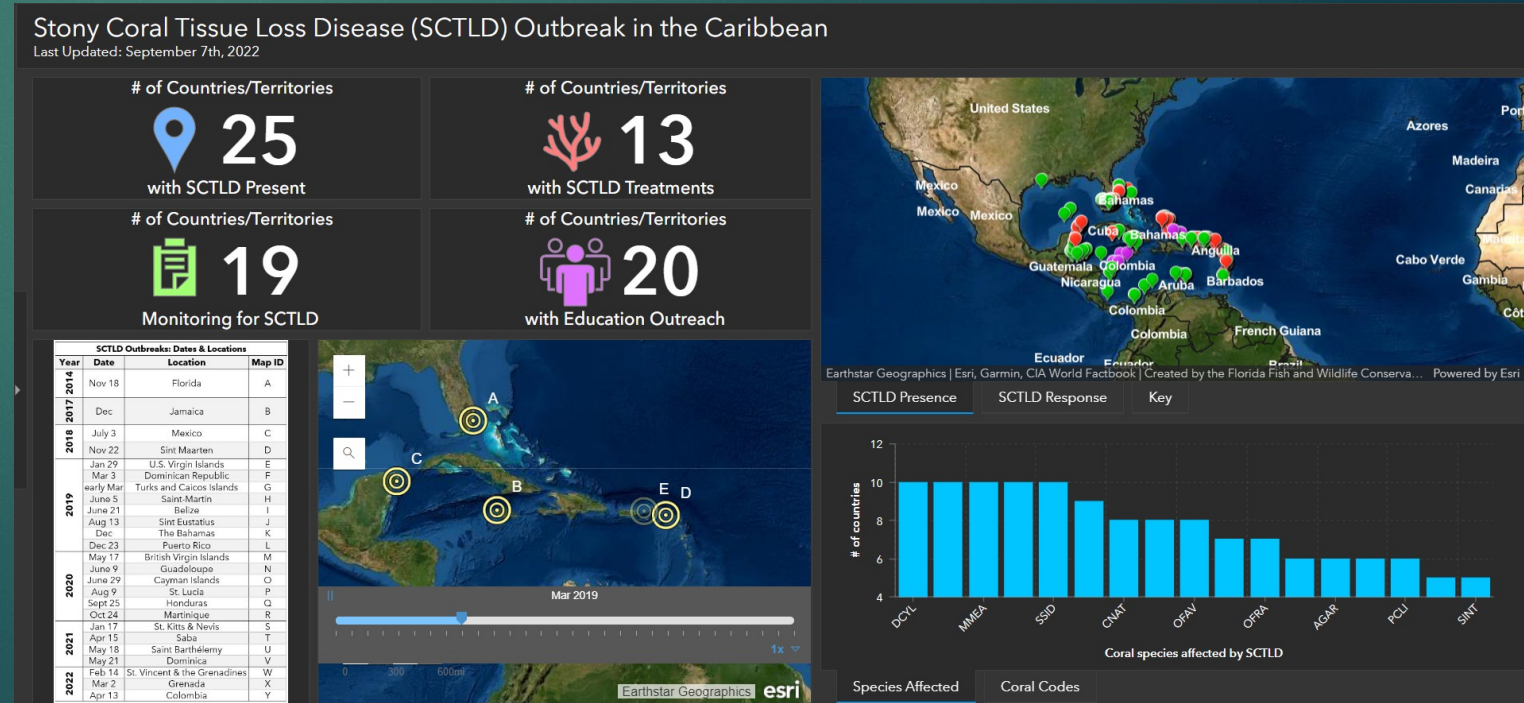 Stony Coral Tissue Loss Disease (SCTLD) Outbreak in the Caribbean
Last Updated: September 7th, 2022
# of Countries/Territories
25
with SCTLD Present
# of Countries/Territories
13
with SCTLD Treatments
# of Countries/Territories
19
Monitoring for SCTLD
# of Countries/Territories
20
with Education Outreach
SCTLD Outbreaks: Dates & Locations
Year Date Location Map ID
2014 Nov 18 Florida A
2017 Dec Jamaica B
2018 July 3 Mexico C
Nov 22 Sint Maarten D
2019 Jan 29 U.S. Virgin Islands E
Mar 3 Dominican Republic F
early Mar Turks and Caicos Islands G
June 5 Saint-Martin H
June 21 Belize I
Aug 13 Sint Eustatius J
Dec The Bahamas K
Dec 23 Puerto Rico L
2020 May 17 British Virgin Islands M
June 9 Guadeloupe N
June 29 Cayman Islands O
Aug 9 St. Lucia P
Sept 25 Honduras Q
Oct 24 Martinique R
2021 Jan 17 St. Kitts & Nevis S
Apr 15 Saba T
May 18 Saint Barthélemy U
May 21 Dominica V
2022 Feb 14 St. Vincent & the Grenadines W
Mar 2 Grenada X
Apr 13 Colombia Y
A
C
B
E D
Mar 2019
1x
0 300 600mi
Earthstar Geographics esri
United States
Azores
Madeira
Mexico
Mexico Mexico
Bahamas
Cuba Bahamas
Anguilla
Guatemala Colombia
Cabo Verde
Nicaragua Aruba Barbados
Gambia
Colombia
Colombia French Guiana
Ecuador
Ecuador
Brazil
Earthstar Geographics | Esri, Garmin, CIA World Factbook | Created by the Florida Fish and Wildlife Conserva... Powered by Esri
SCTLD Presence SCTLD Response Key
# of countries
12
10
8
6
4
DCYL MMEA SSID CNAT OFAV OFRA AGAR PCLI SINT
Coral species affected by SCTLD
Species Affected Coral Codes